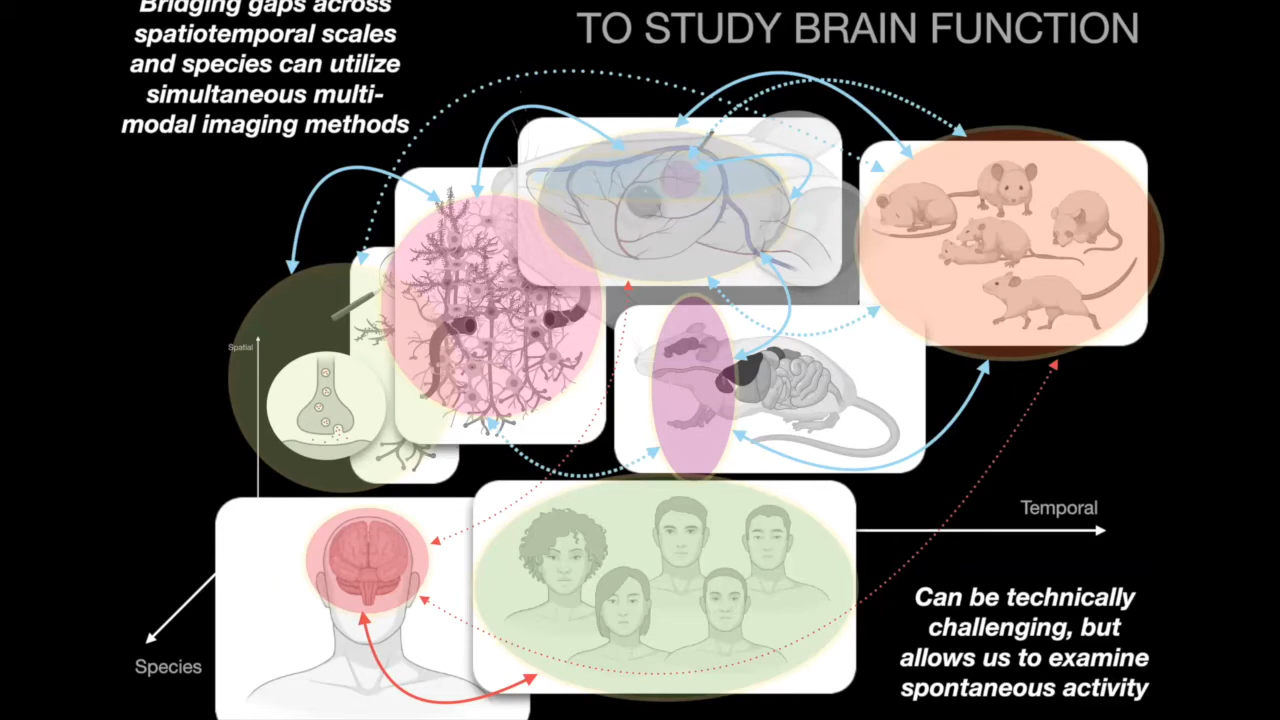 Bridging gaps across
spatiotemporal scales
and species can utilize
simultaneous multi-
modal imaging methods
TO STUDY BRAIN FUNCTION
Spatial
Temporal
Species
Can be technically
challenging, but
allows us to examine
spontaneous activity